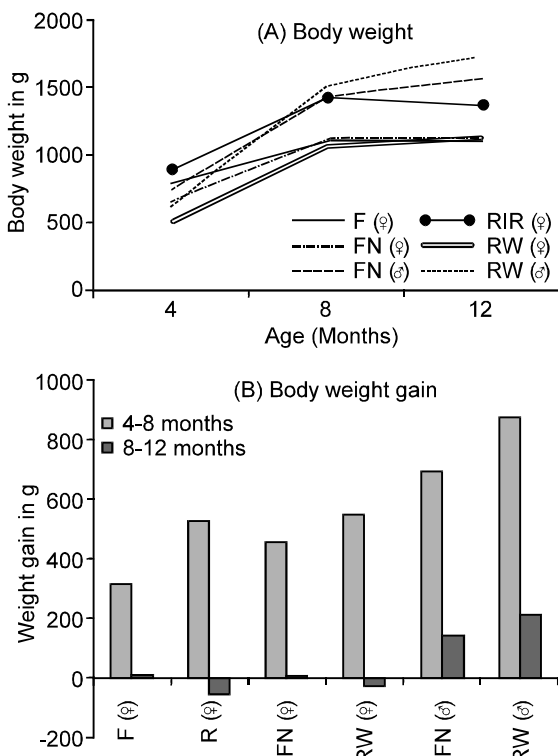 (A) Body weight
Body weight in g
2000
1500
1000
500
0
4
8
12
Age (Months)
F (♀)
FN (♀)
FN (♂)
RIR (♀)
RW (♀)
RW (♂)
(B) Body weight gain
Weight gain in g
1000
800
600
400
200
0
-200
4-8 months
8-12 months
F (♀)
R (♀)
FN (♀)
RW (♀)
FN (♂)
RW (♂)